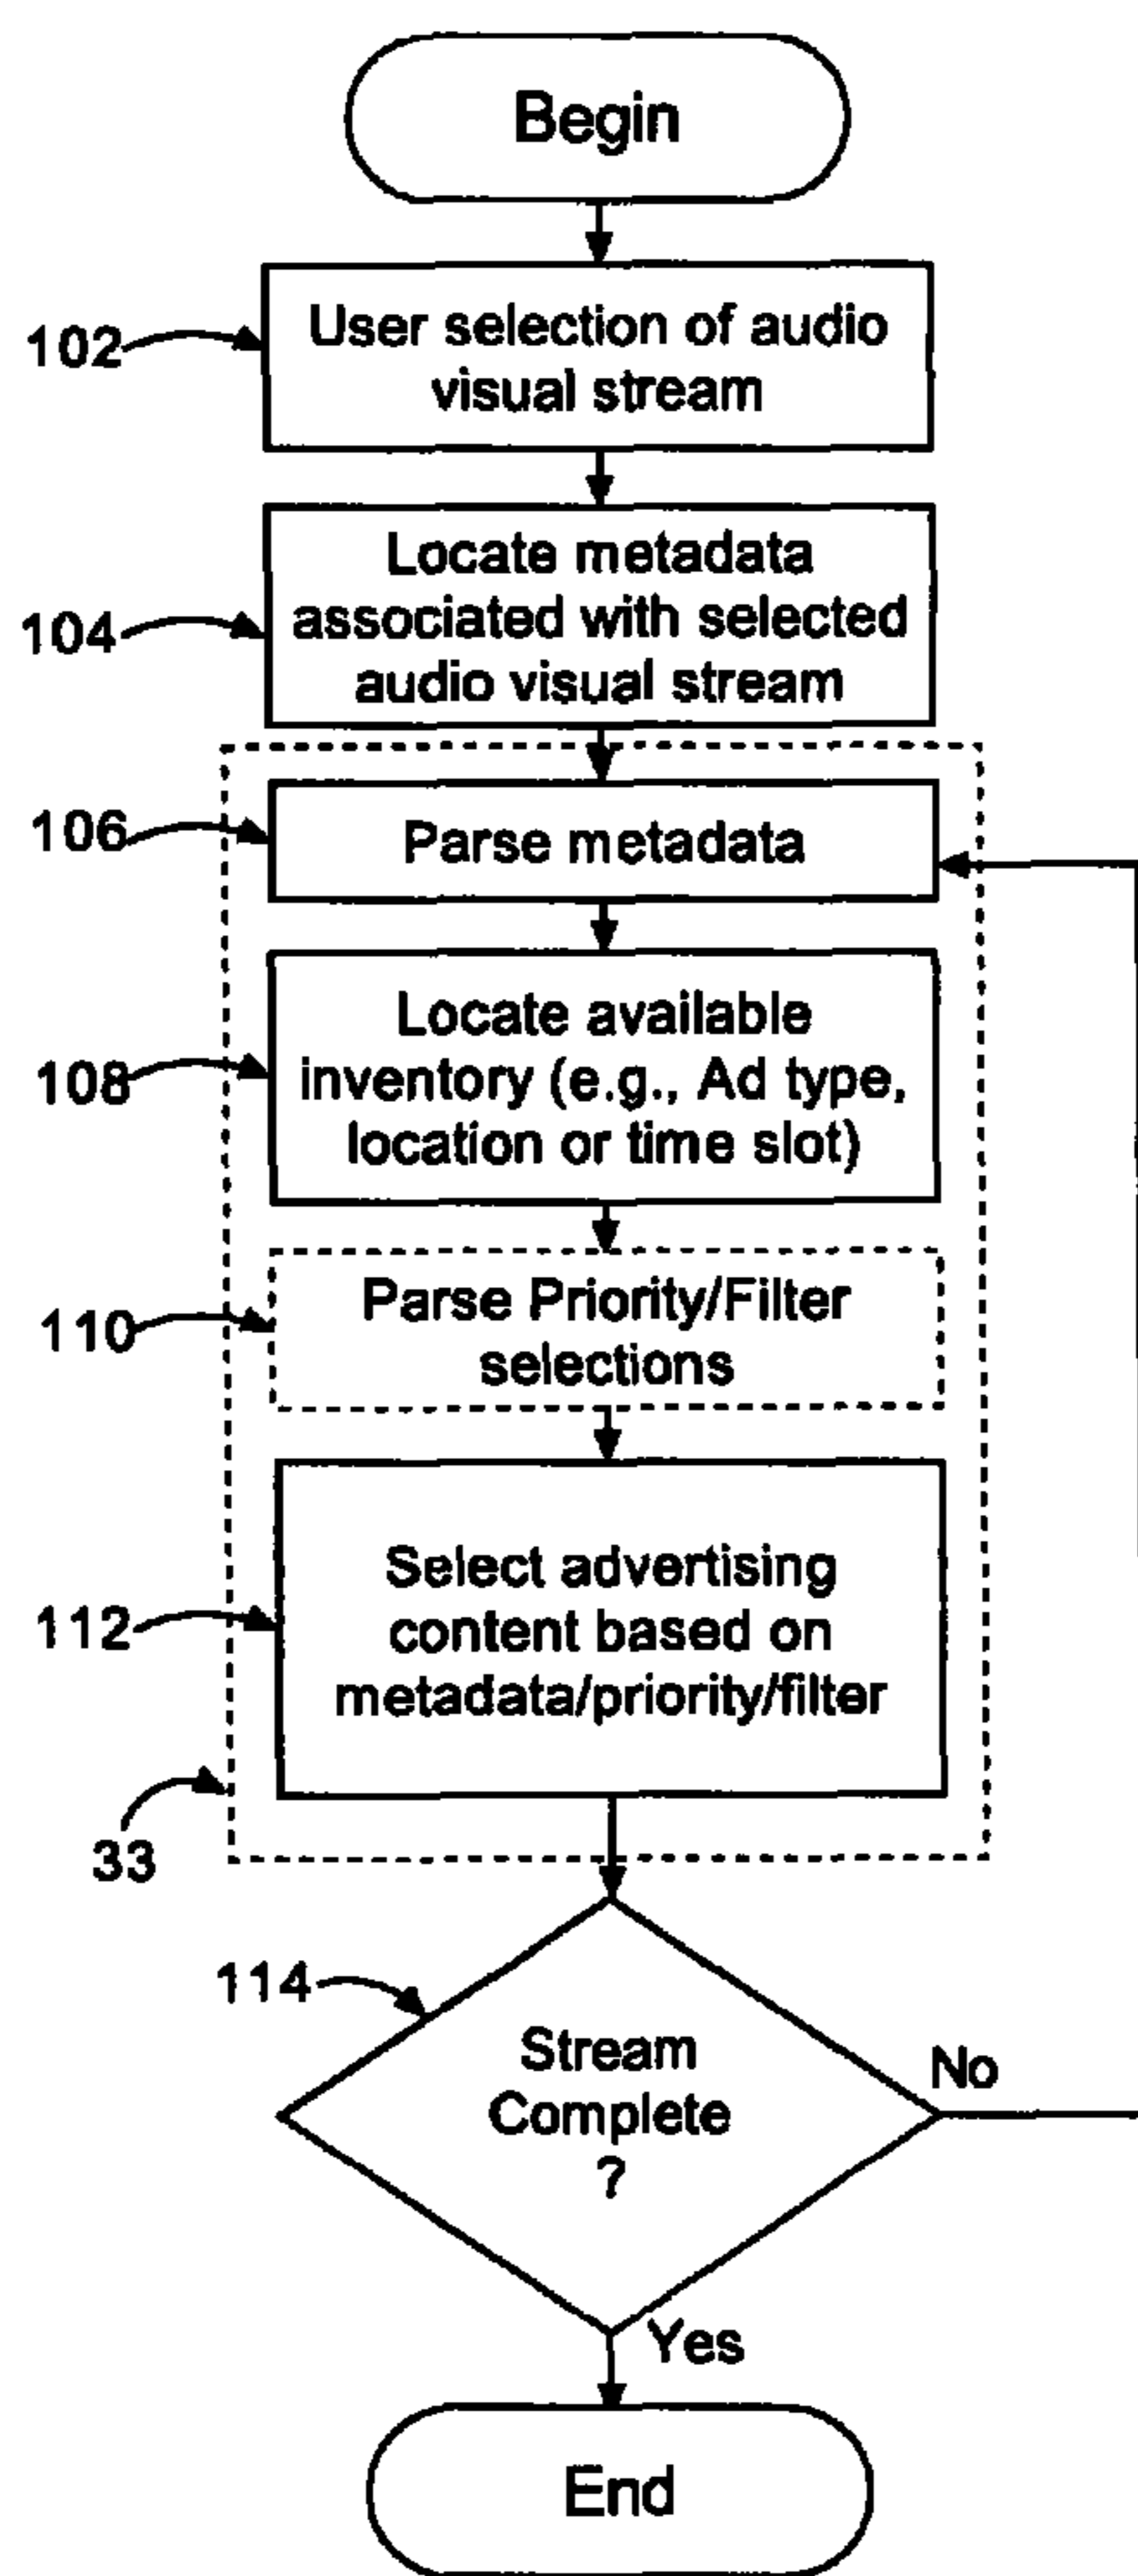 Begin
102
User selection of audio
visual stream
104
Locate metadata
associated with selected
audio visual stream
106
Parse metadata
108
Locate available
inventory (e.g., Ad type,
location or time slot)
110
Parse Priority/Filter
selections
112
Select advertising
content based on
metadata/priority/filter
33
114
Stream
Complete
?
No
Yes
End